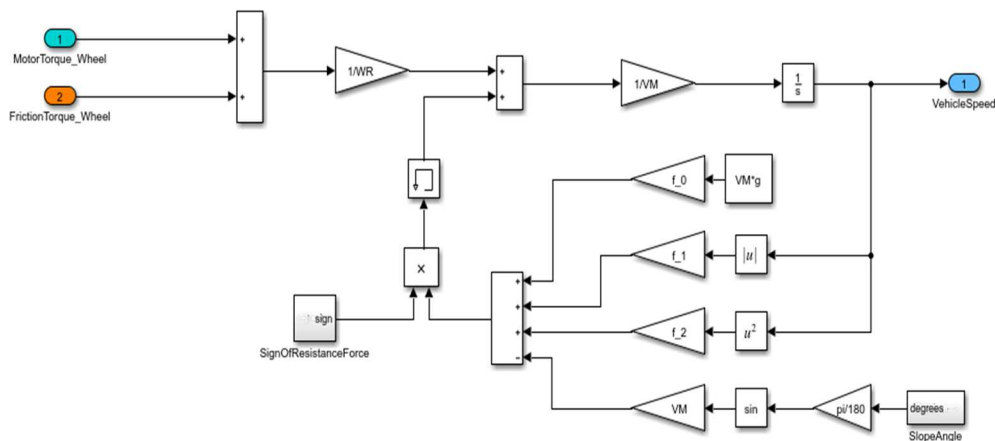 1
MotorTorque_Wheel
2
FrictionTorque_Wheel
+
+
1/WR
+
+
1/VM
1
s
1
VehicleSpeed
f_0
VM*g
f_1
|u|
x
+
+
+
−
f_2
u²
sign
SignOfResistanceForce
VM
sin
pi/180
degrees
SlopeAngle